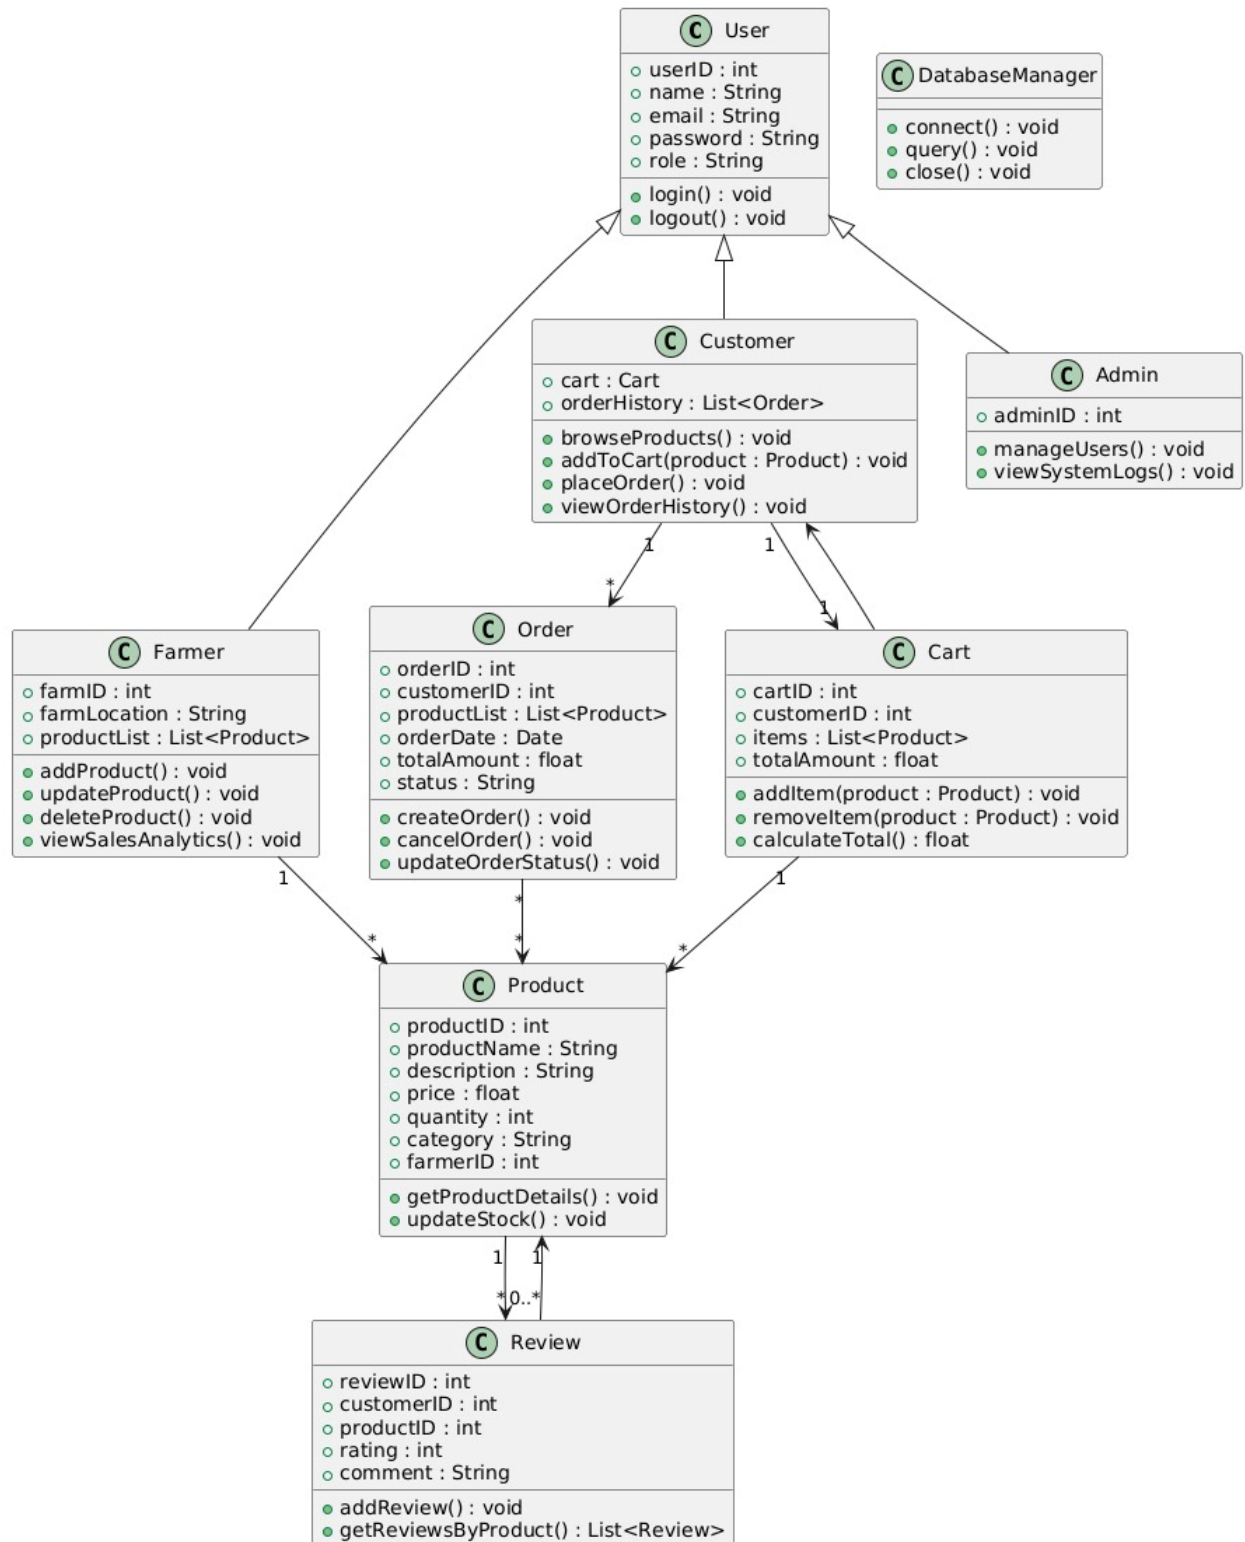 C User
userID : int
name : String
email : String
password : String
role : String
login() : void
logout() : void
C DatabaseManager
connect() : void
query() : void
close() : void
C Customer
cart : Cart
orderHistory : List<Order>
browseProducts() : void
addToCart(product : Product) : void
placeOrder() : void
viewOrderHistory() : void
C Admin
adminID : int
manageUsers() : void
viewSystemLogs() : void
1
*
1
1
C Farmer
farmID : int
farmLocation : String
productList : List<Product>
addProduct() : void
updateProduct() : void
deleteProduct() : void
viewSalesAnalytics() : void
C Order
orderID : int
customerID : int
productList : List<Product>
orderDate : Date
totalAmount : float
status : String
createOrder() : void
cancelOrder() : void
updateOrderStatus() : void
C Cart
cartID : int
customerID : int
items : List<Product>
totalAmount : float
addItem(product : Product) : void
removeItem(product : Product) : void
calculateTotal() : float
1
*
*
*
1
*
C Product
productID : int
productName : String
description : String
price : float
quantity : int
category : String
farmerID : int
getProductDetails() : void
updateStock() : void
1
1
*
0..*
C Review
reviewID : int
customerID : int
productID : int
rating : int
comment : String
addReview() : void
getReviewsByProduct() : List<Review>